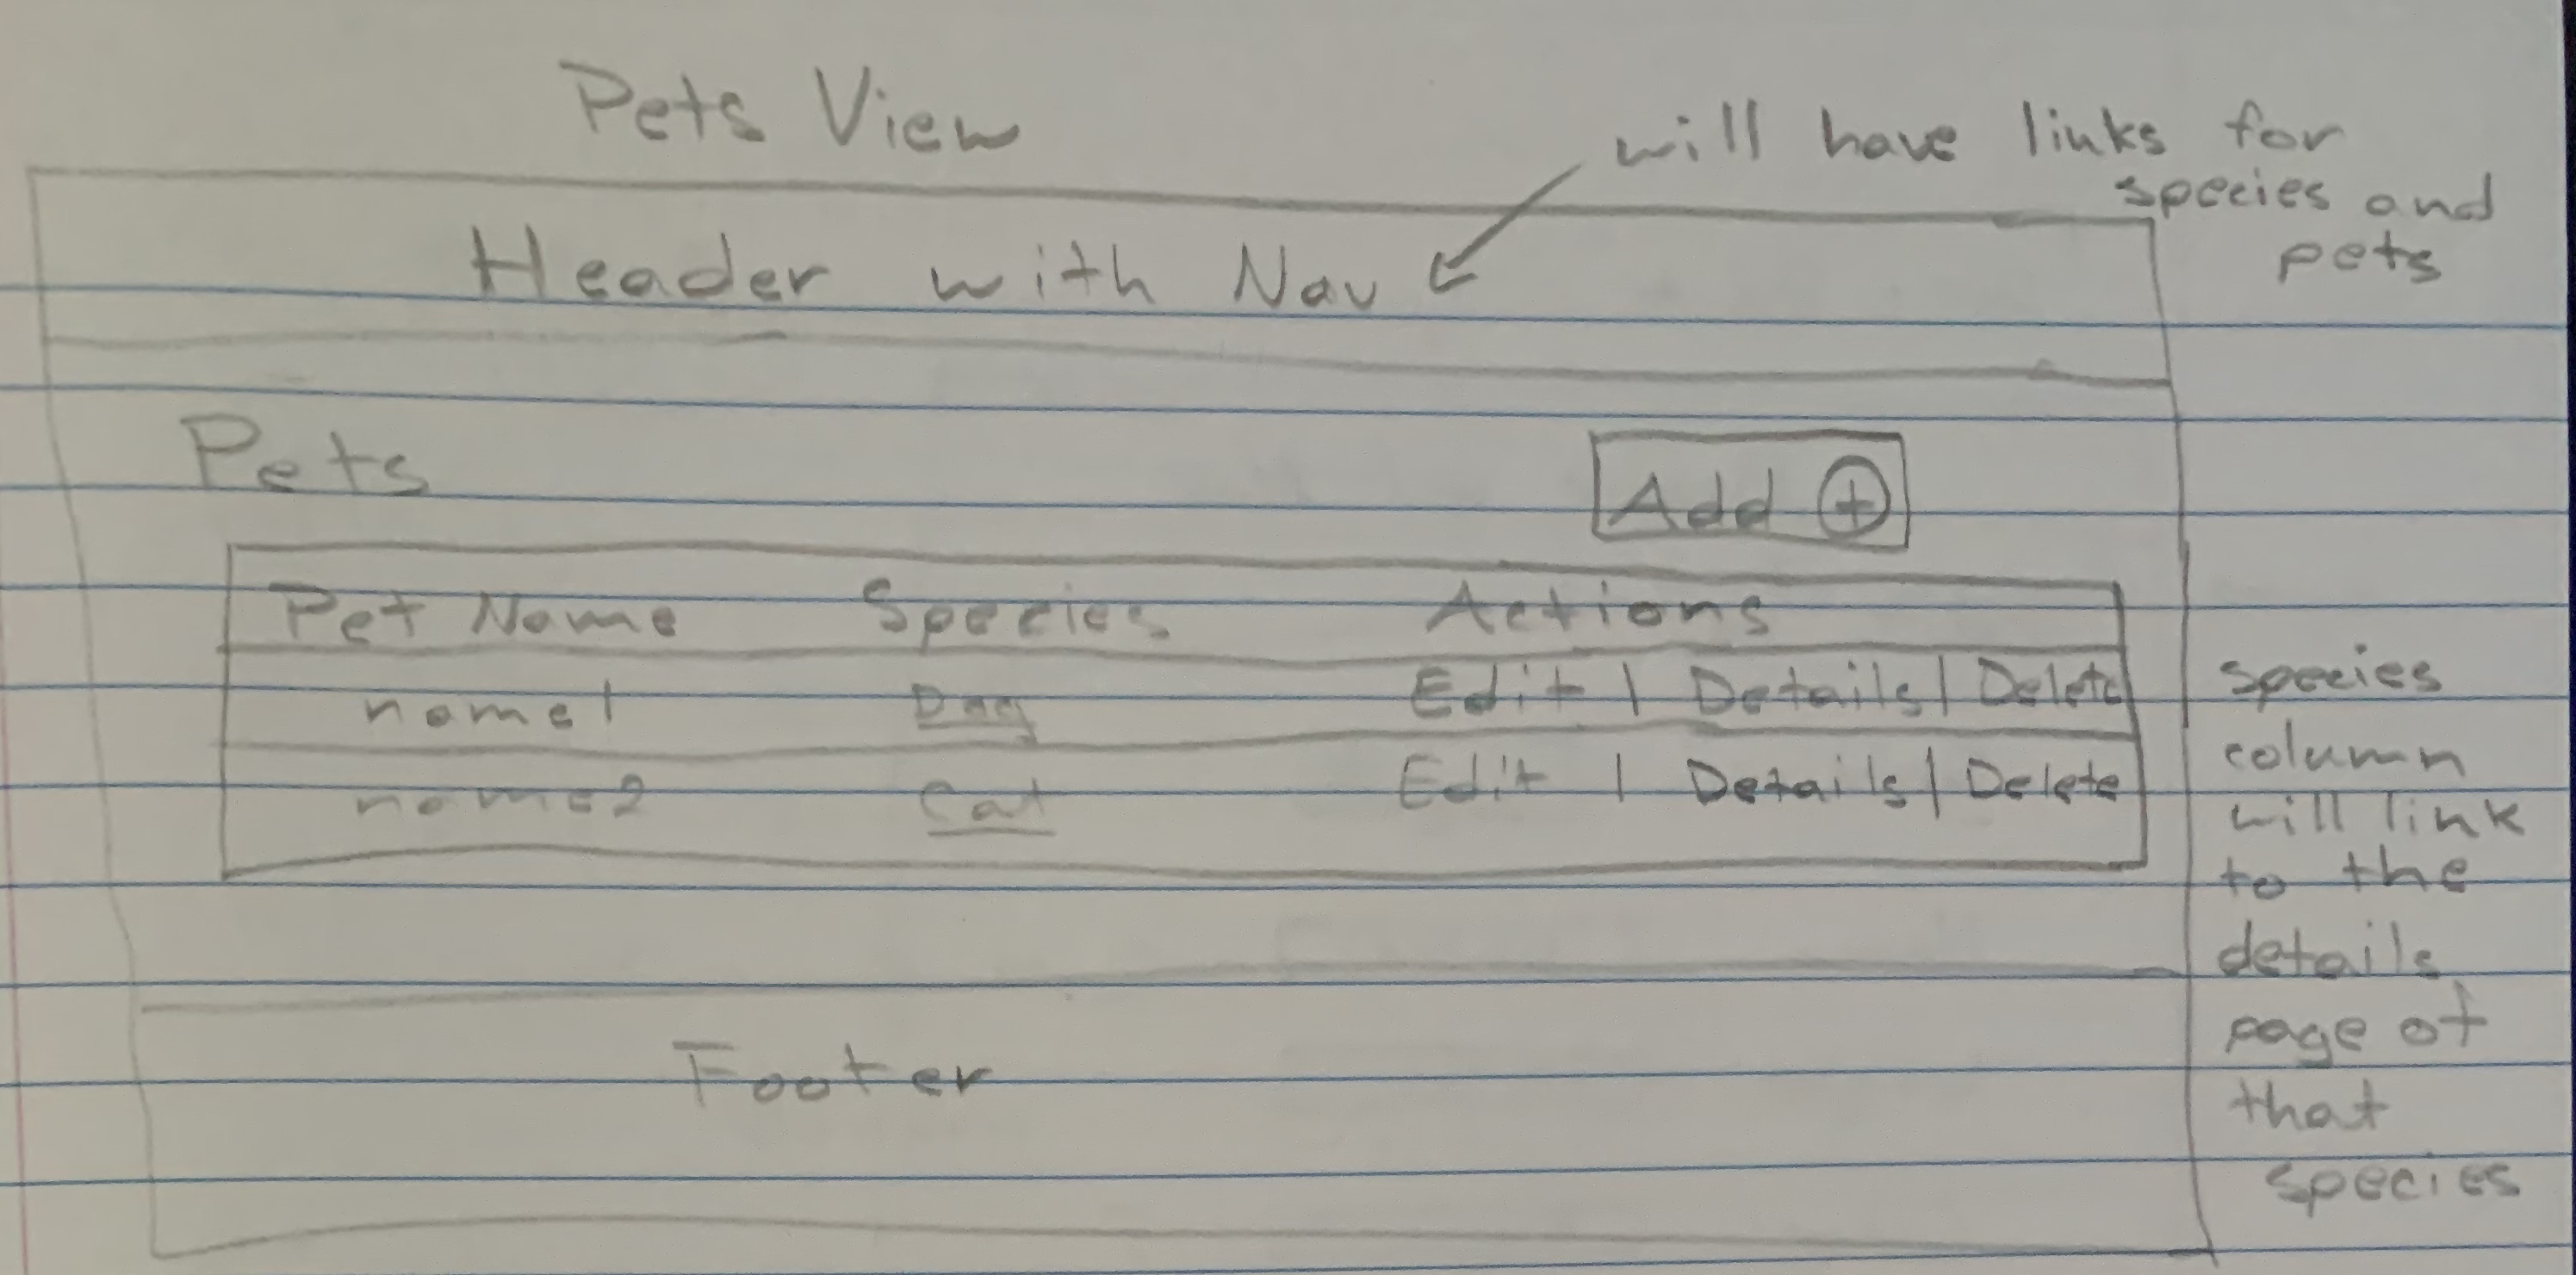 Pets View
will have links for
species and
pets
Header with Nav
Pets
Add +
Pet Name Species Actions
name1 Dog Edit | Details | Delete
name2 Cat Edit | Details | Delete
species
column
will link
to the
details
page of
that
species
Footer